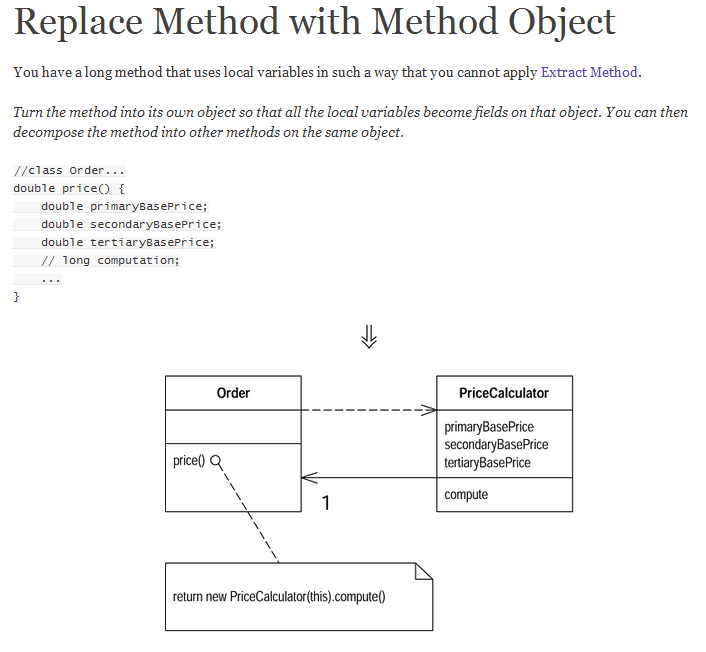 Replace Method with Method Object
You have a long method that uses local variables in such a way that you cannot apply Extract Method.
Turn the method into its own object so that all the local variables become fields on that object. You can then
decompose the method into other methods on the same object.
//class Order...
double price() {
    double primaryBasePrice;
    double secondaryBasePrice;
    double tertiaryBasePrice;
    // long computation;
    ...
}
Order
PriceCalculator
primaryBasePrice
secondaryBasePrice
tertiaryBasePrice
price()
1
compute
return new PriceCalculator(this).compute()